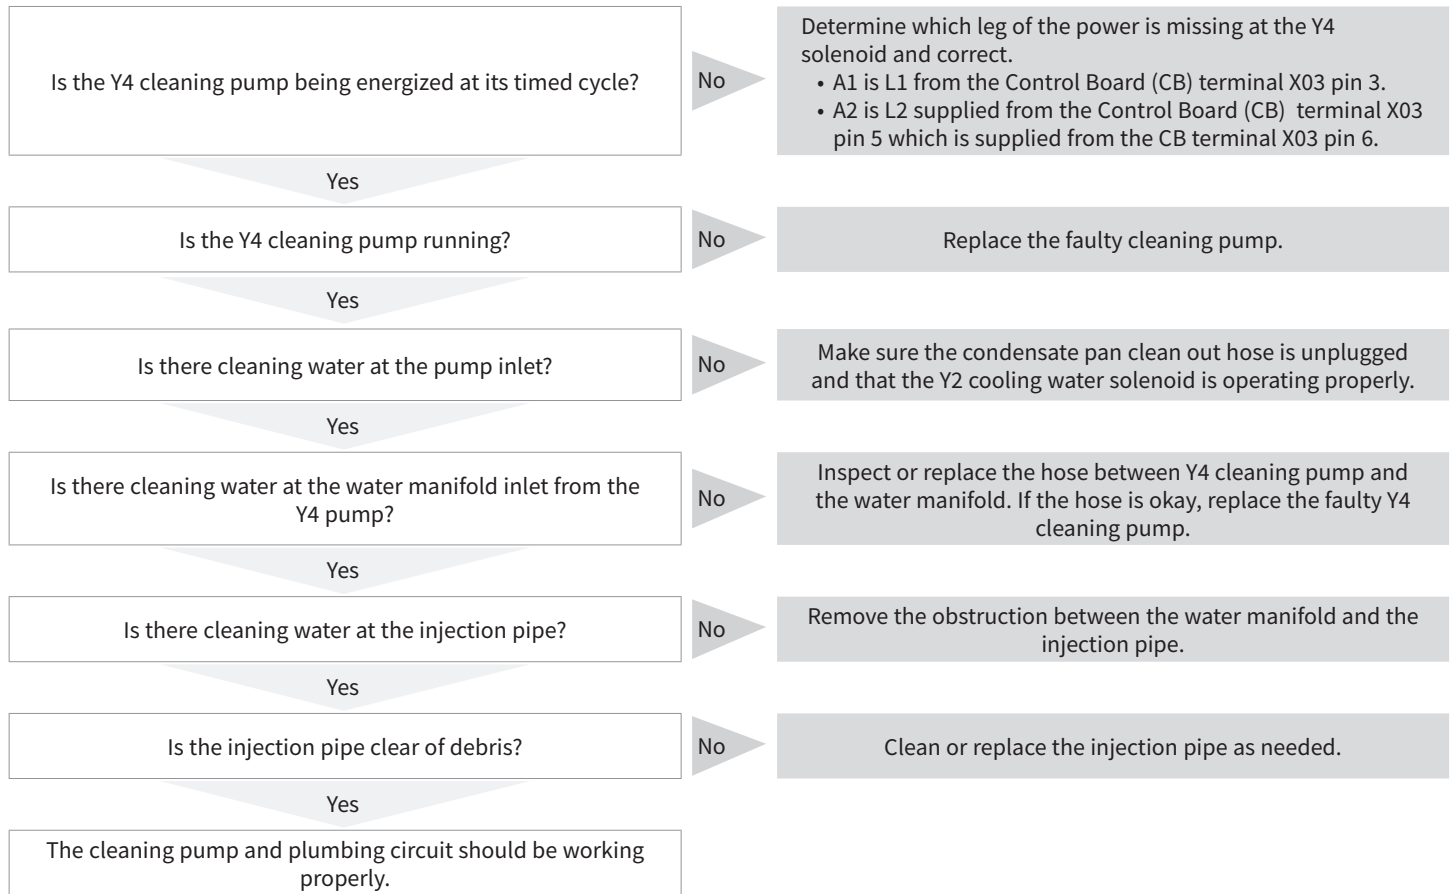 Is the Y4 cleaning pump being energized at its timed cycle?
No
Determine which leg of the power is missing at the Y4
solenoid and correct.
• A1 is L1 from the Control Board (CB) terminal X03 pin 3.
• A2 is L2 supplied from the Control Board (CB) terminal X03
pin 5 which is supplied from the CB terminal X03 pin 6.
Yes
Is the Y4 cleaning pump running?
No
Replace the faulty cleaning pump.
Yes
Is there cleaning water at the pump inlet?
No
Make sure the condensate pan clean out hose is unplugged
and that the Y2 cooling water solenoid is operating properly.
Yes
Is there cleaning water at the water manifold inlet from the
Y4 pump?
No
Inspect or replace the hose between Y4 cleaning pump and
the water manifold. If the hose is okay, replace the faulty Y4
cleaning pump.
Yes
Is there cleaning water at the injection pipe?
No
Remove the obstruction between the water manifold and the
injection pipe.
Yes
Is the injection pipe clear of debris?
No
Clean or replace the injection pipe as needed.
Yes
The cleaning pump and plumbing circuit should be working
properly.